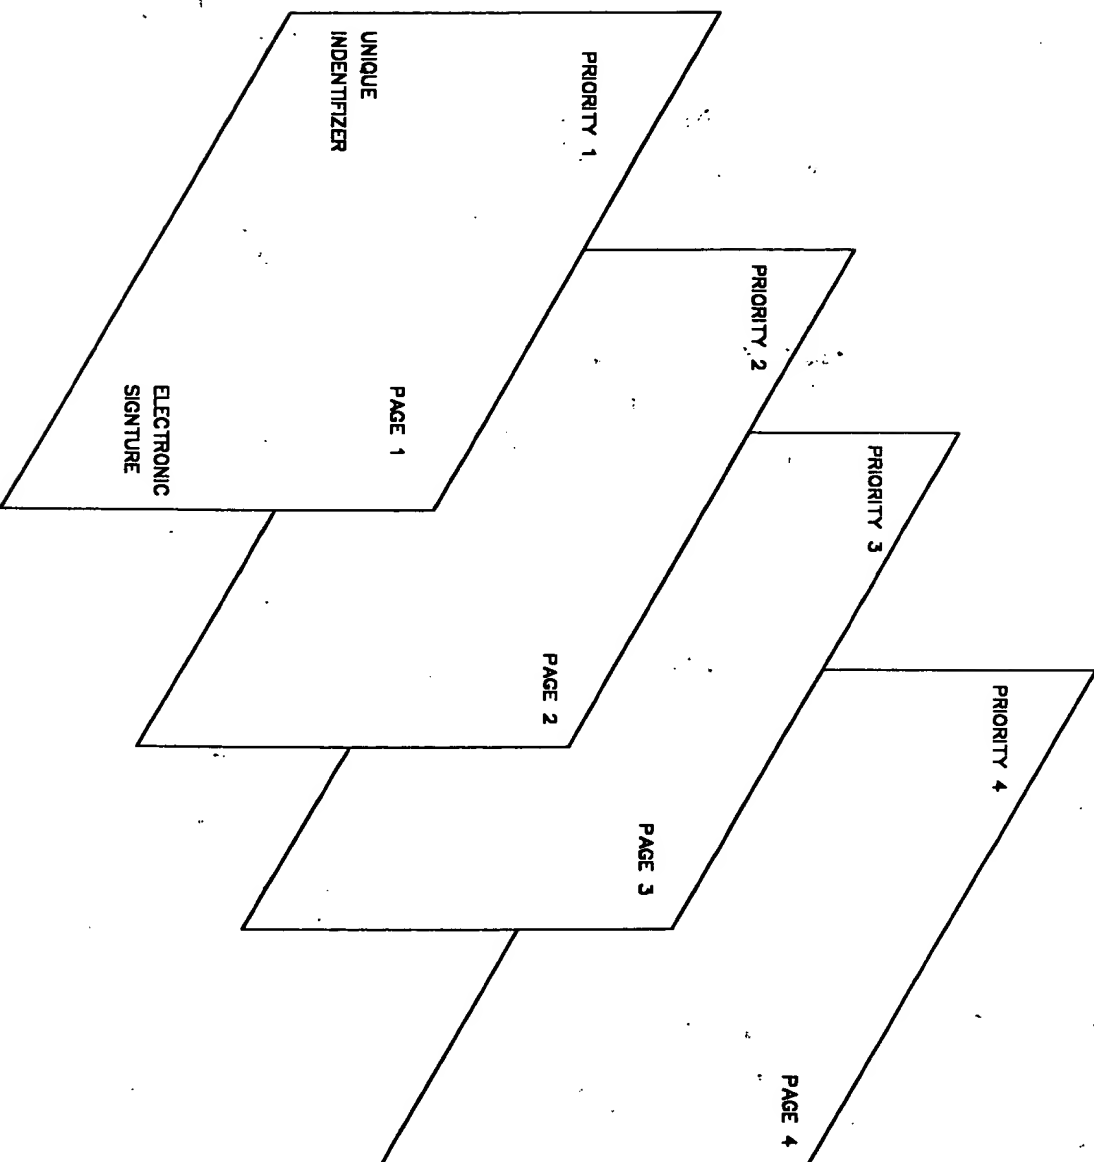 PRIORITY 1
UNIQUE
INDENTIFIZER
PAGE 1
ELECTRONIC
SIGNTURE
PRIORITY 2
PAGE 2
PRIORITY 3
PAGE 3
PRIORITY 4
PAGE 4